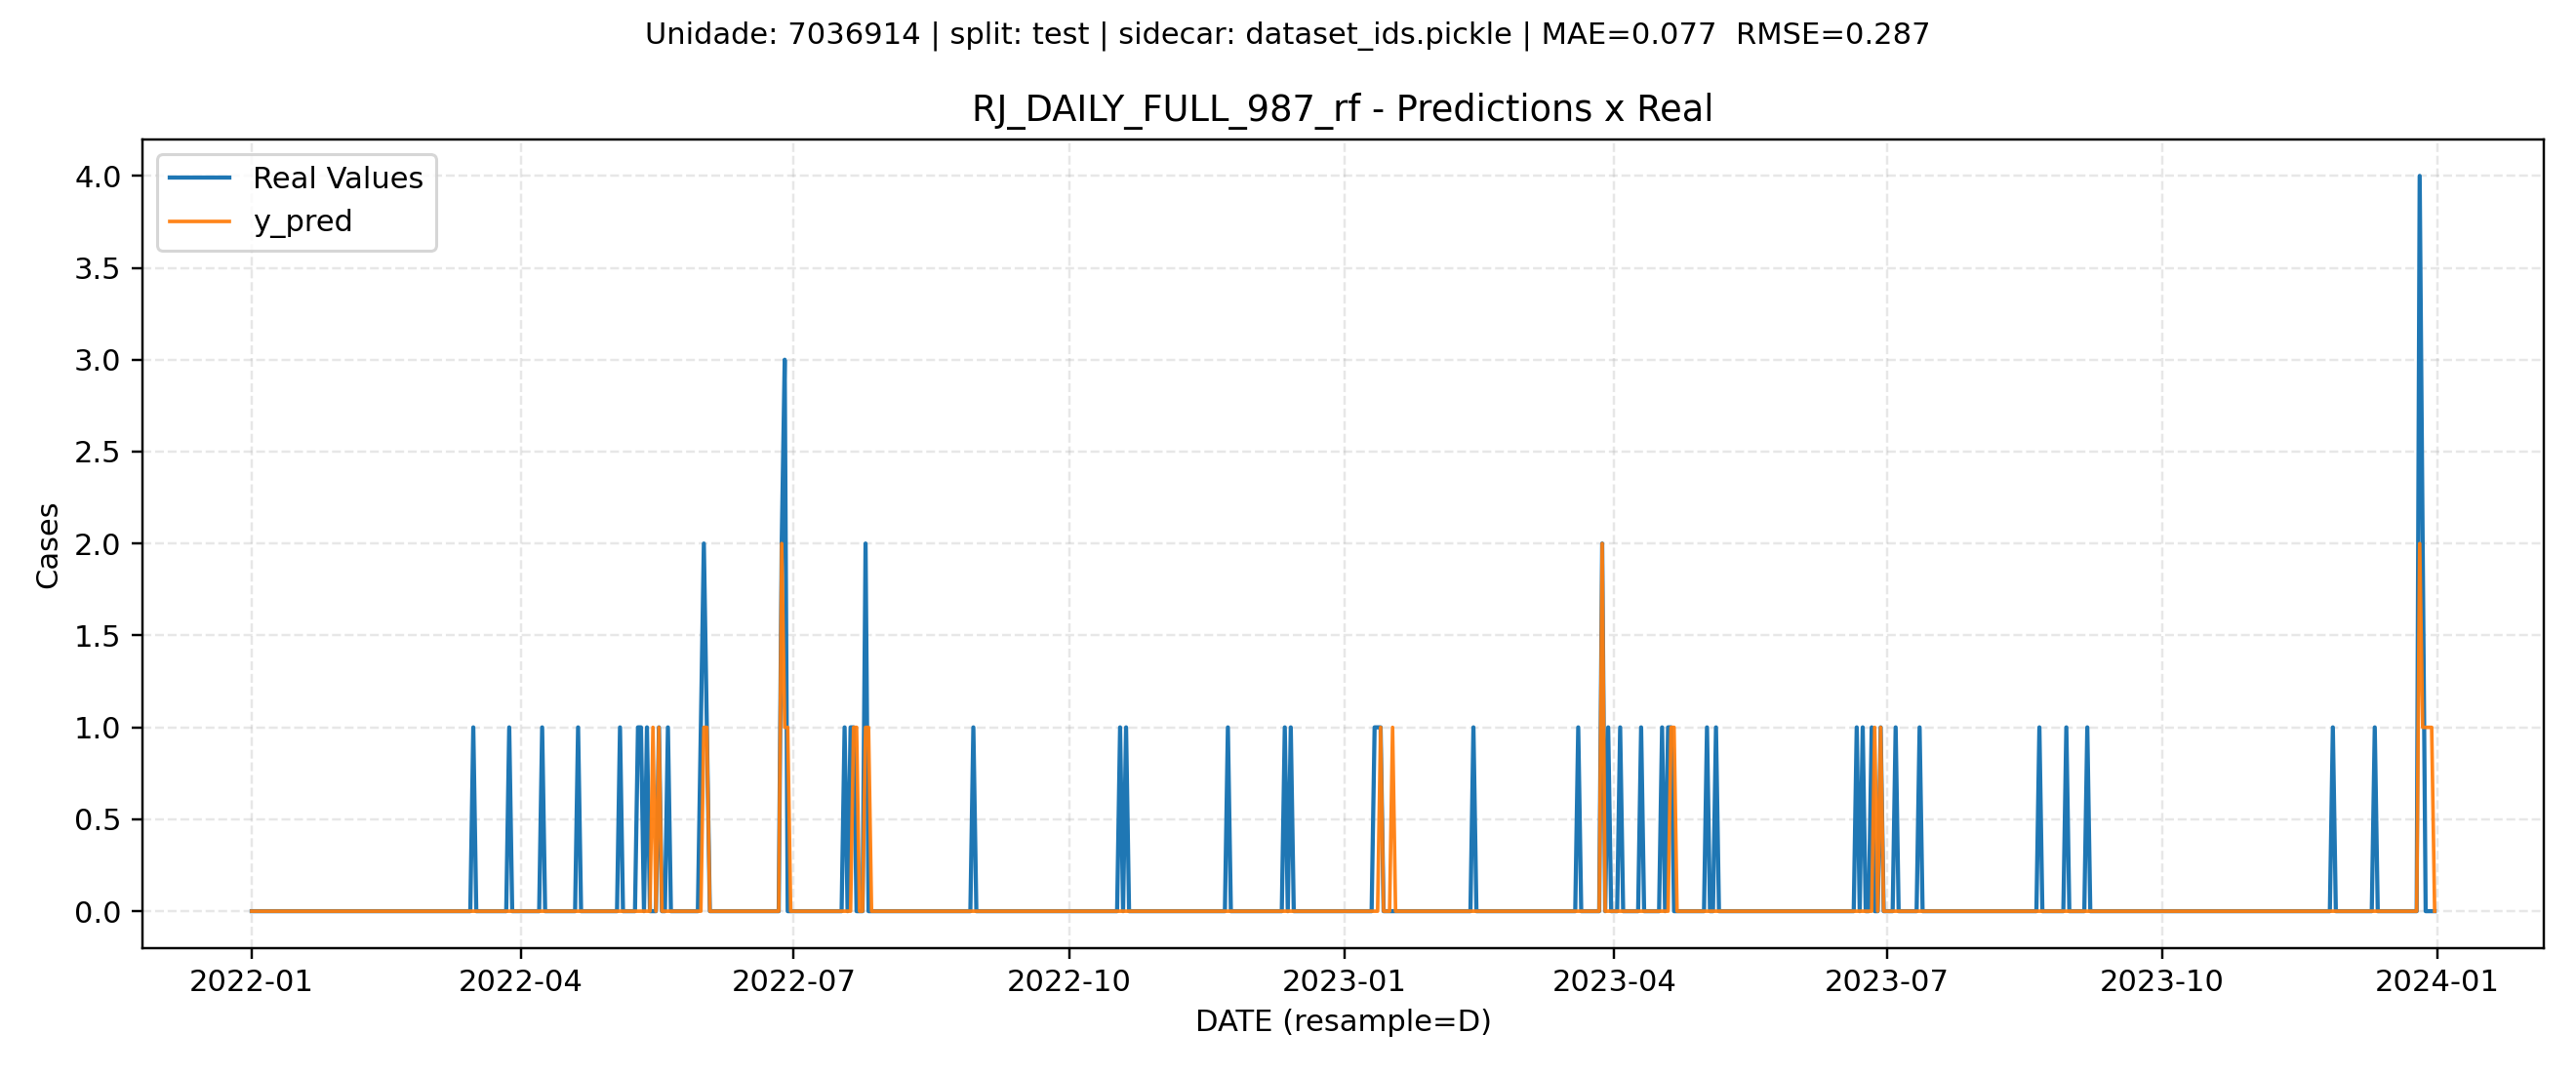 Unidade: 7036914 | split: test | sidecar: dataset_ids.pickle | MAE=0.077  RMSE=0.287
RJ_DAILY_FULL_987_rf - Predictions x Real
Real Values
y_pred
Cases
4.0
3.5
3.0
2.5
2.0
1.5
1.0
0.5
0.0
2022-01 2022-04 2022-07 2022-10 2023-01 2023-04 2023-07 2023-10 2024-01
DATE (resample=D)